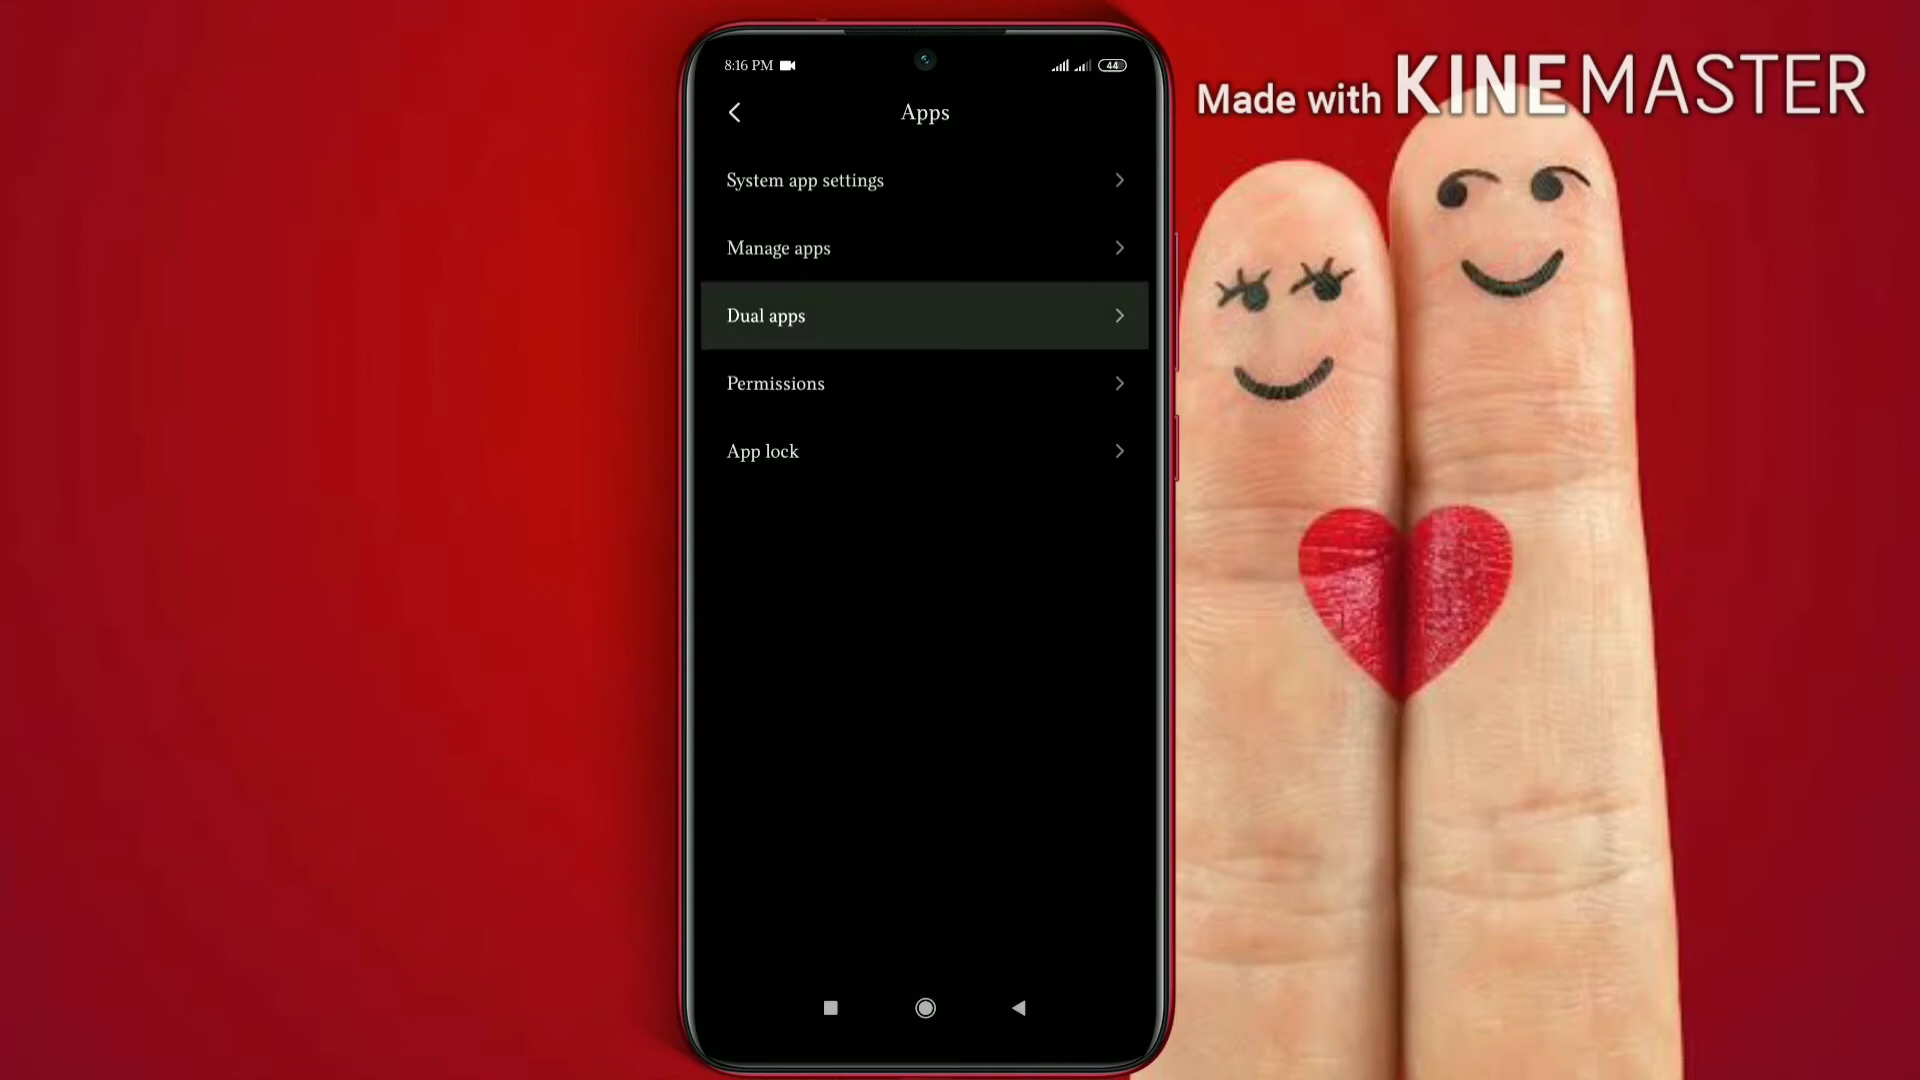 8:16 PM
44
Apps
System app settings
Manage apps
Dual apps
Permissions
App lock
Made with KINEMASTER